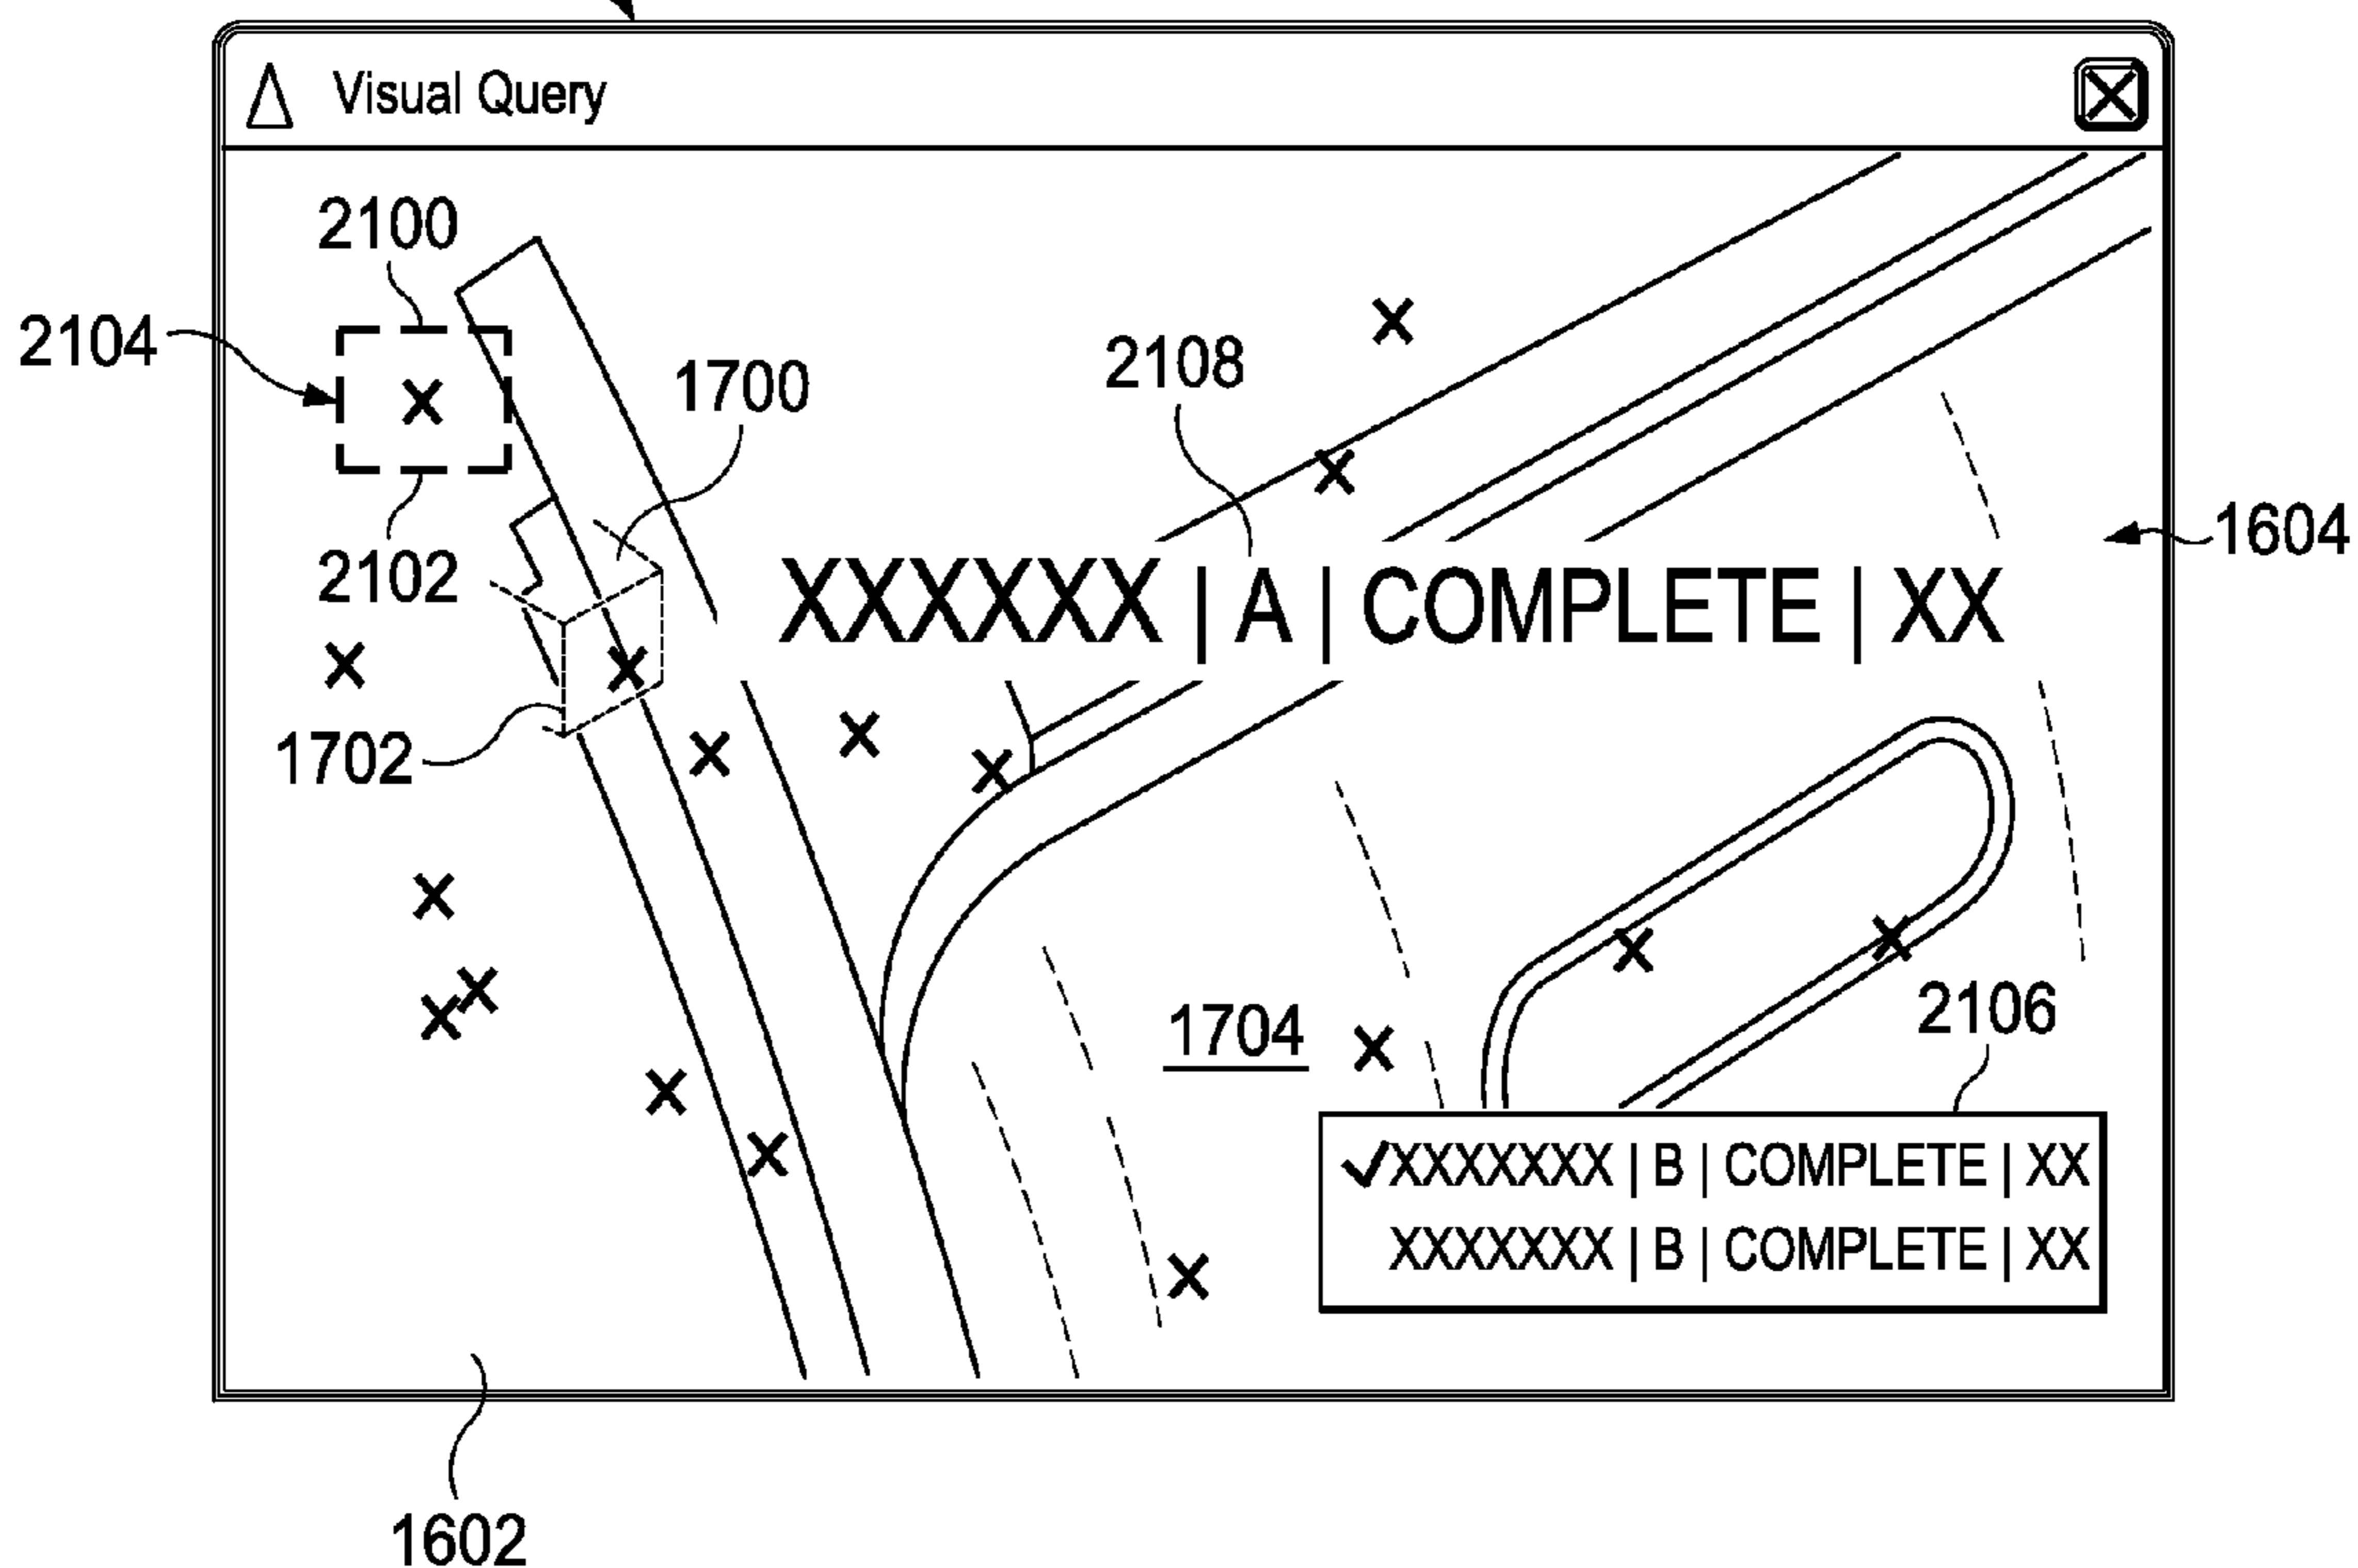 Visual Query
2100
2104
1700
2108
2102
1604
XXXXXX | A | COMPLETE | XX
1702
2106
1704
✓XXXXXXX | B | COMPLETE | XX
XXXXXXX | B | COMPLETE | XX
1602